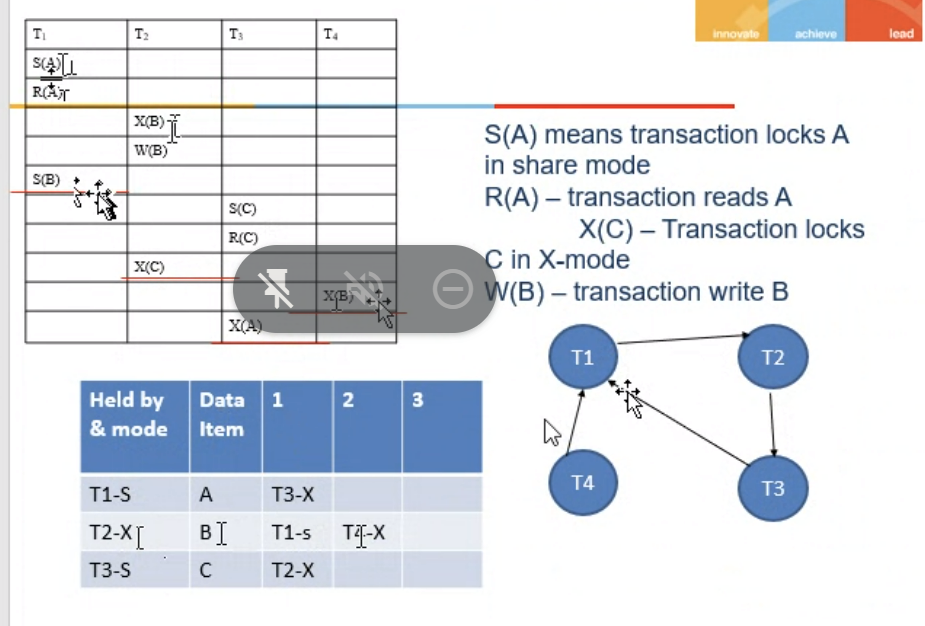 innovate achieve lead
T1 T2 T3 T4
S(A)
R(A)
X(B)
W(B)
S(B)
S(C)
R(C)
X(C)
X(B)
X(A)
S(A) means transaction locks A
in share mode
R(A) – transaction reads A
X(C) – Transaction locks
C in X-mode
W(B) – transaction write B
Held by & mode Data Item 1 2 3
T1-S A T3-X
T2-X B T1-s T4-X
T3-S C T2-X
T1 T2
T4 T3